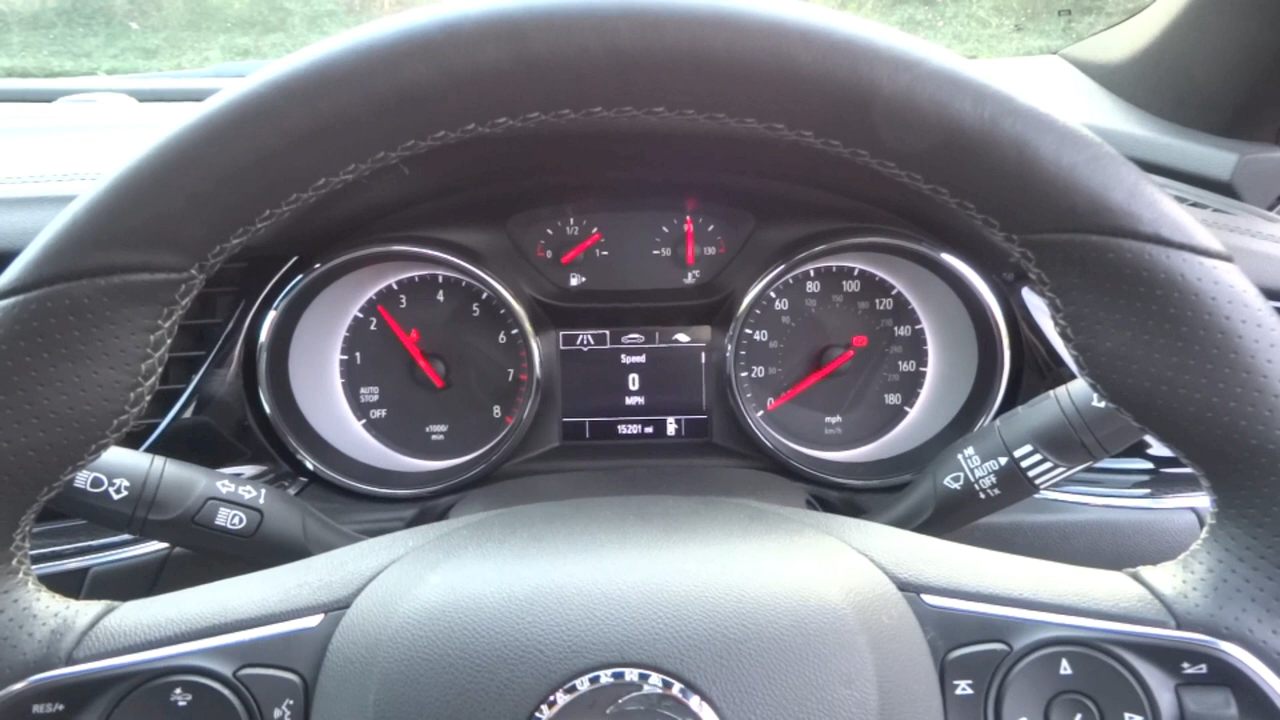 1/2
0 1
50 90 130
°C
1 2 3 4 5 6 7 8
AUTO
STOP
OFF
x1000/
min
Speed
0
MPH
15201 mi
0 20 40 60 80 100 120 140 160 180
mph
km/h
HI
LO
AUTO
OFF
1x
A
RES/+
VAUXHALL